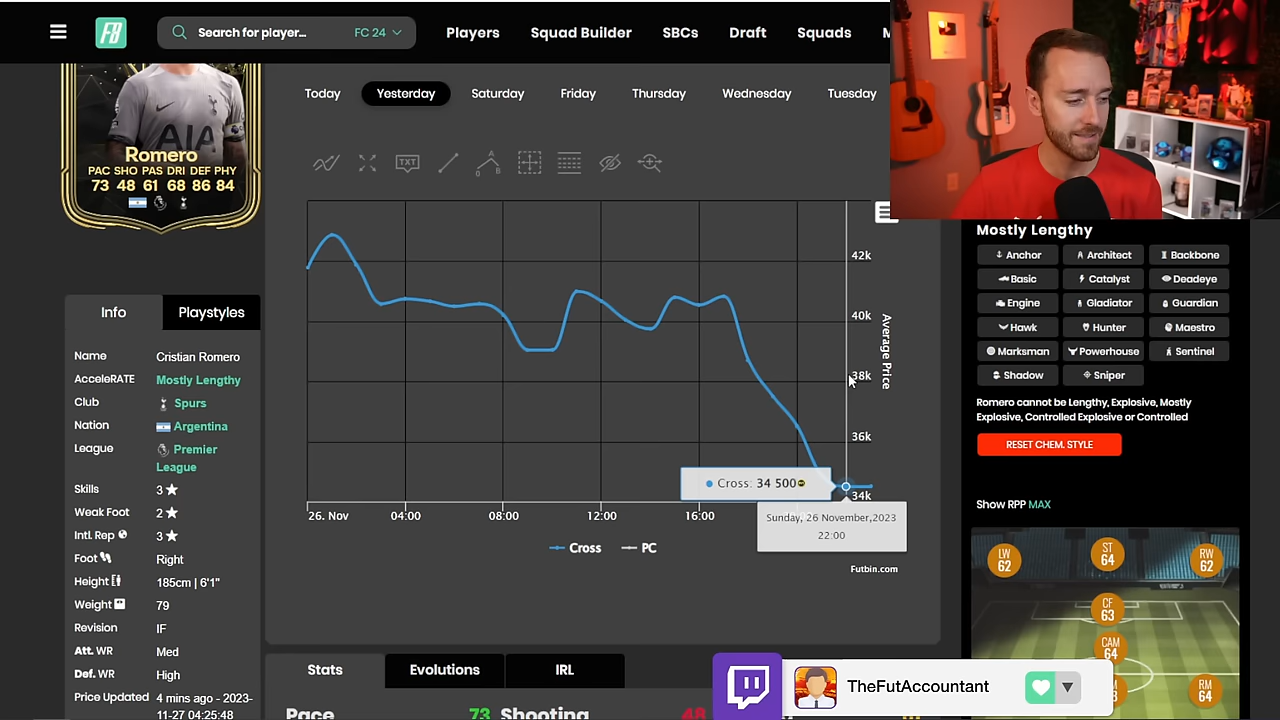 FB
Search for player...
FC 24
Players
Squad Builder
SBCs
Draft
Squads
AIA
Romero
PAC SHO PAS DRI DEF PHY
73 48 61 68 86 84
Today
Yesterday
Saturday
Friday
Thursday
Wednesday
Tuesday
TXT
A
B
42k
40k
38k
36k
34k
Average Price
Cross: 34 500
26. Nov
04:00
08:00
12:00
16:00
Sunday, 26 November,2023
22:00
Cross
PC
Futbin.com
Info
Playstyles
Name
Cristian Romero
AcceleRATE
Mostly Lengthy
Club
Spurs
Nation
Argentina
League
Premier
League
Skills
3
Weak Foot
2
Intl. Rep
3
Foot
Right
Height
185cm | 6'1"
Weight
79
Revision
IF
Att. WR
Med
Def. WR
High
Price Updated
4 mins ago - 2023-
11-27 04:25:48
Stats
Evolutions
IRL
Pace
73
Shooting
48
Mostly Lengthy
Anchor
Architect
Backbone
Basic
Catalyst
Deadeye
Engine
Gladiator
Guardian
Hawk
Hunter
Maestro
Marksman
Powerhouse
Sentinel
Shadow
Sniper
Romero cannot be Lengthy, Explosive, Mostly
Explosive, Controlled Explosive or Controlled
RESET CHEM. STYLE
Show RPP MAX
LW
62
ST
64
RW
62
CF
63
CAM
64
RM
64
TheFutAccountant